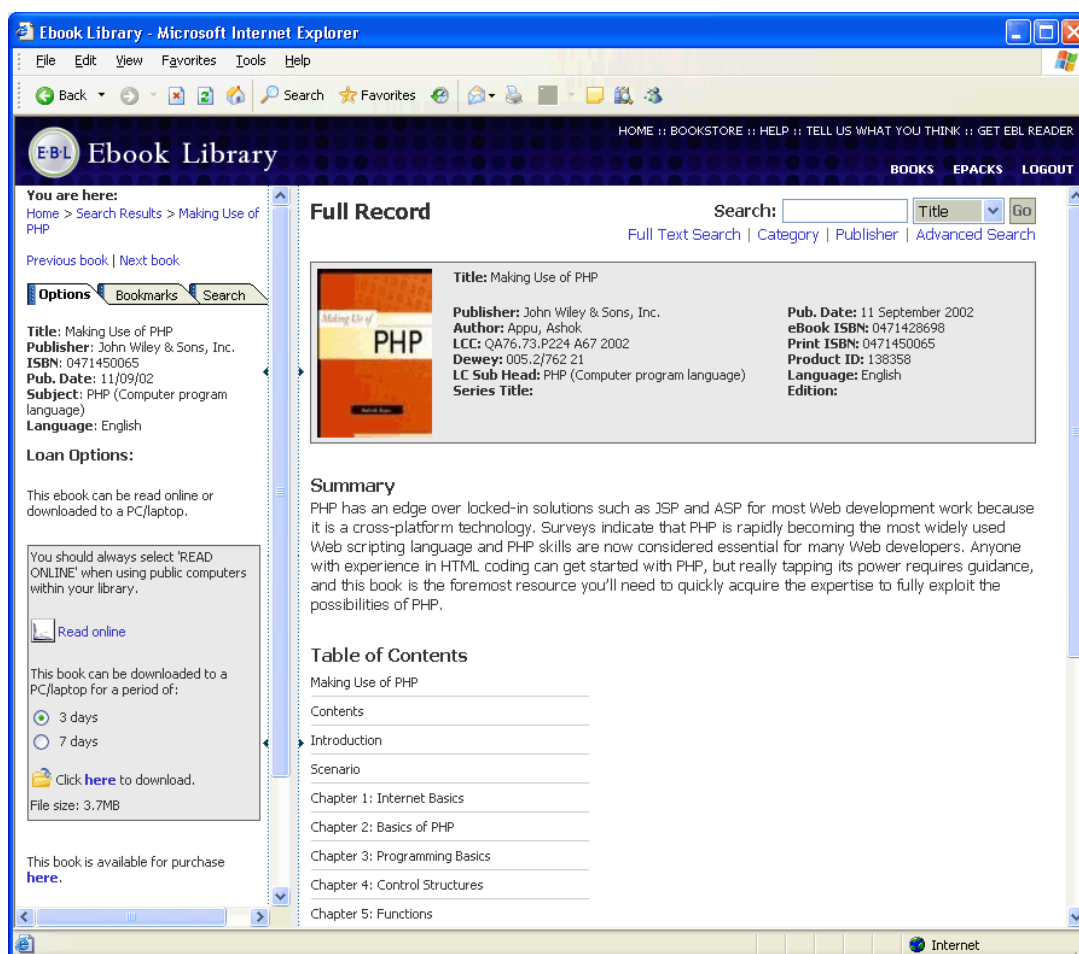 Ebook Library - Microsoft Internet Explorer
File Edit View Favorites Tools Help
Back Search Favorites
HOME :: BOOKSTORE :: HELP :: TELL US WHAT YOU THINK :: GET EBL READER
E·B·L Ebook Library
BOOKS EPACKS LOGOUT
You are here:
Home > Search Results > Making Use of
PHP
Previous book | Next book
Options Bookmarks Search
Title: Making Use of PHP
Publisher: John Wiley & Sons, Inc.
ISBN: 0471450065
Pub. Date: 11/09/02
Subject: PHP (Computer program
language)
Language: English
Loan Options:
This ebook can be read online or
downloaded to a PC/laptop.
You should always select 'READ
ONLINE' when using public computers
within your library.
Read online
This book can be downloaded to a
PC/laptop for a period of:
3 days
7 days
Click here to download.
File size: 3.7MB
This book is available for purchase
here.
Full Record
Search: Title Go
Full Text Search | Category | Publisher | Advanced Search
Making Use of
PHP
Title: Making Use of PHP
Publisher: John Wiley & Sons, Inc.
Author: Appu, Ashok
LCC: QA76.73.P224 A67 2002
Dewey: 005.2/762 21
LC Sub Head: PHP (Computer program language)
Series Title:
Pub. Date: 11 September 2002
eBook ISBN: 0471428698
Print ISBN: 0471450065
Product ID: 138358
Language: English
Edition:
Summary
PHP has an edge over locked-in solutions such as JSP and ASP for most Web development work because
it is a cross-platform technology. Surveys indicate that PHP is rapidly becoming the most widely used
Web scripting language and PHP skills are now considered essential for many Web developers. Anyone
with experience in HTML coding can get started with PHP, but really tapping its power requires guidance,
and this book is the foremost resource you'll need to quickly acquire the expertise to fully exploit the
possibilities of PHP.
Table of Contents
Making Use of PHP
Contents
Introduction
Scenario
Chapter 1: Internet Basics
Chapter 2: Basics of PHP
Chapter 3: Programming Basics
Chapter 4: Control Structures
Chapter 5: Functions
Internet